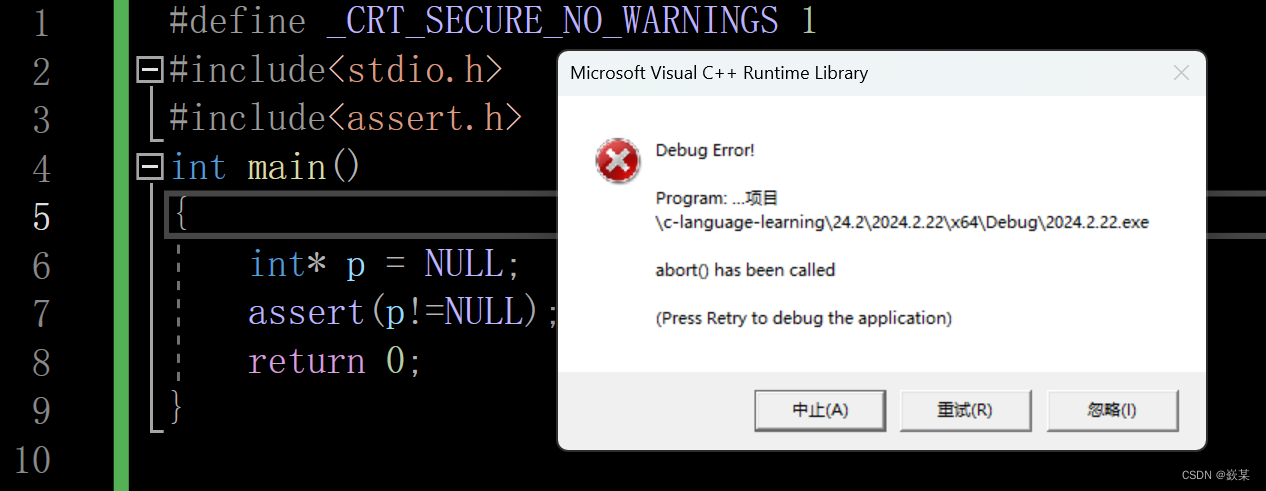 1 #define _CRT_SECURE_NO_WARNINGS 1
2 #include<stdio.h>
3 #include<assert.h>
4 int main()
5 {
6 int* p = NULL;
7 assert(p!=NULL);
8 return 0;
9 }
10
Microsoft Visual C++ Runtime Library
Debug Error!
Program: ...项目
\c-language-learning\24.2\2024.2.22\x64\Debug\2024.2.22.exe
abort() has been called
(Press Retry to debug the application)
中止(A) 重试(R) 忽略(I)
CSDN @嶔某